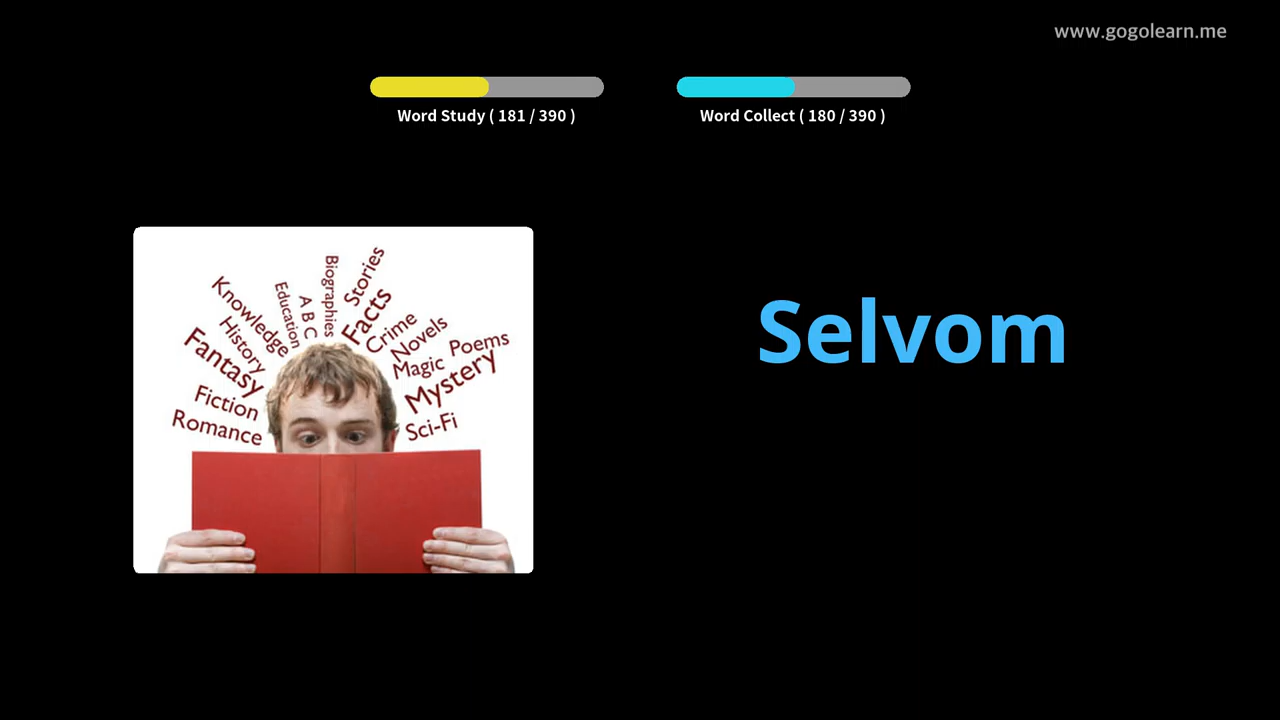 www.gogolearn.me
Word Study ( 181 / 390 )
Word Collect ( 180 / 390 )
Selvom
Romance
Fiction
Fantasy
History
Knowledge
Education
A B C
Biographies
Stories
Facts
Crime
Novels
Magic
Poems
Mystery
Sci-Fi